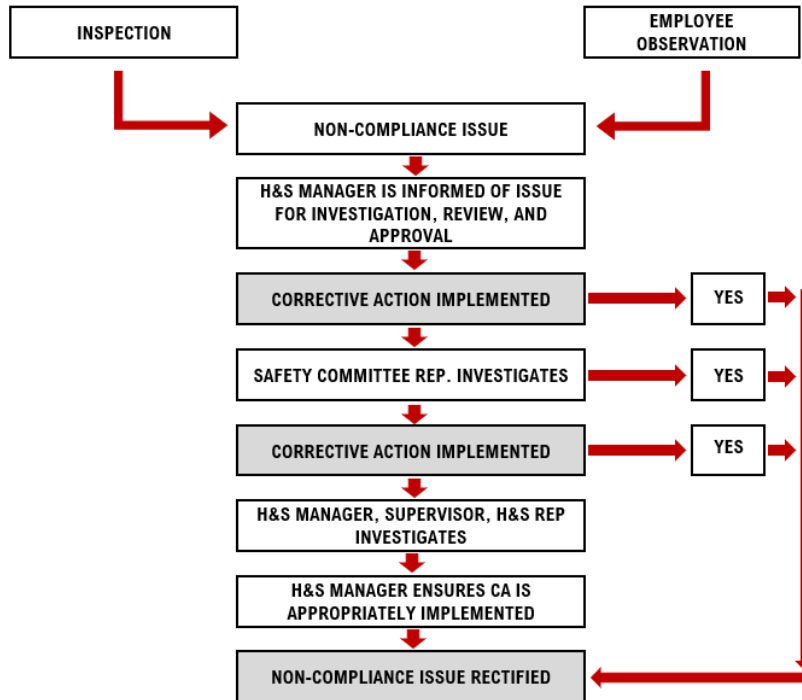 INSPECTION
EMPLOYEE
OBSERVATION
NON-COMPLIANCE ISSUE
H&S MANAGER IS INFORMED OF ISSUE
FOR INVESTIGATION, REVIEW, AND
APPROVAL
CORRECTIVE ACTION IMPLEMENTED
YES
SAFETY COMMITTEE REP. INVESTIGATES
YES
CORRECTIVE ACTION IMPLEMENTED
YES
H&S MANAGER, SUPERVISOR, H&S REP
INVESTIGATES
H&S MANAGER ENSURES CA IS
APPROPRIATELY IMPLEMENTED
NON-COMPLIANCE ISSUE RECTIFIED